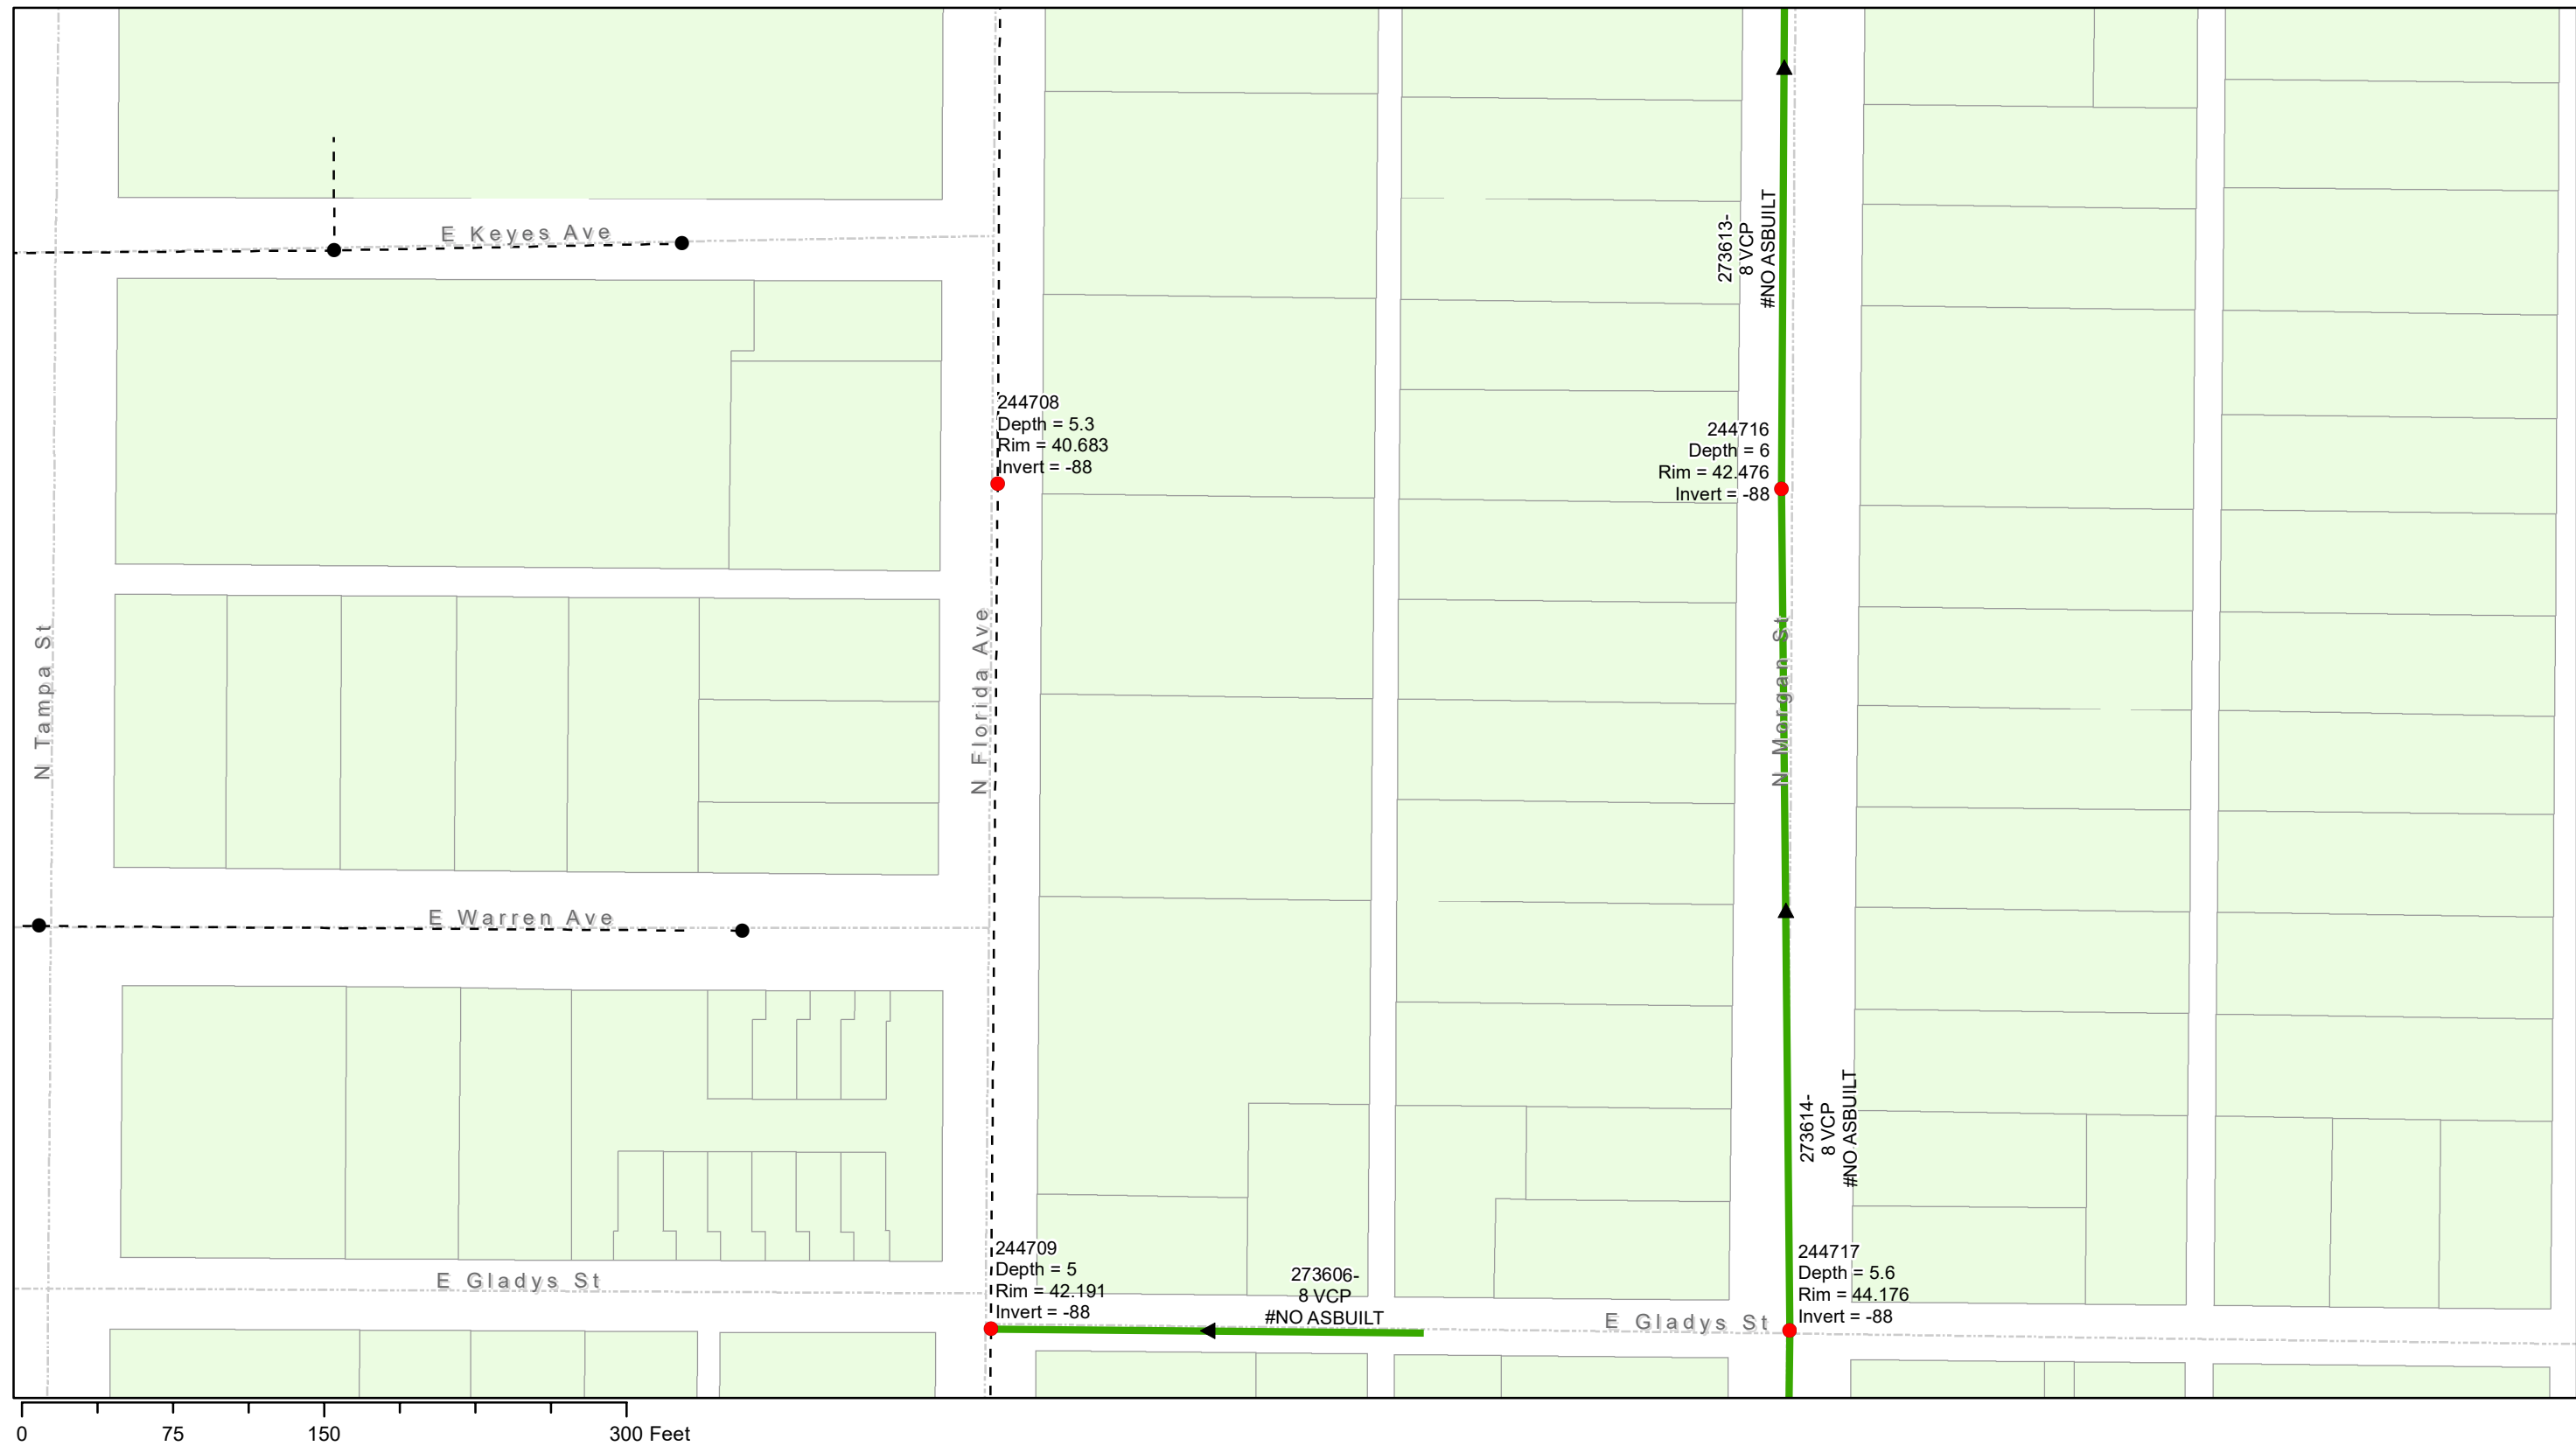 E Keyes Ave
273613-
8 VCP
#NO ASBUILT
244708
Depth = 5.3
Rim = 40.683
Invert = -88
244716
Depth = 6
Rim = 42.476
Invert = -88
N Tampa St
N Florida Ave
N Morgan St
E Warren Ave
273614-
8 VCP
#NO ASBUILT
244709
Depth = 5
Rim = 42.191
Invert = -88
273606-
8 VCP
#NO ASBUILT
244717
Depth = 5.6
Rim = 44.176
Invert = -88
E Gladys St
E Gladys St
0 75 150 300 Feet